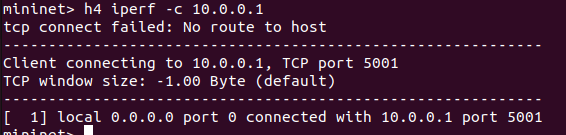 mininet> h4 iperf -c 10.0.0.1
tcp connect failed: No route to host
------------------------------------------------------------
Client connecting to 10.0.0.1, TCP port 5001
TCP window size: -1.00 Byte (default)
------------------------------------------------------------
[  1] local 0.0.0.0 port 0 connected with 10.0.0.1 port 5001
mininet>